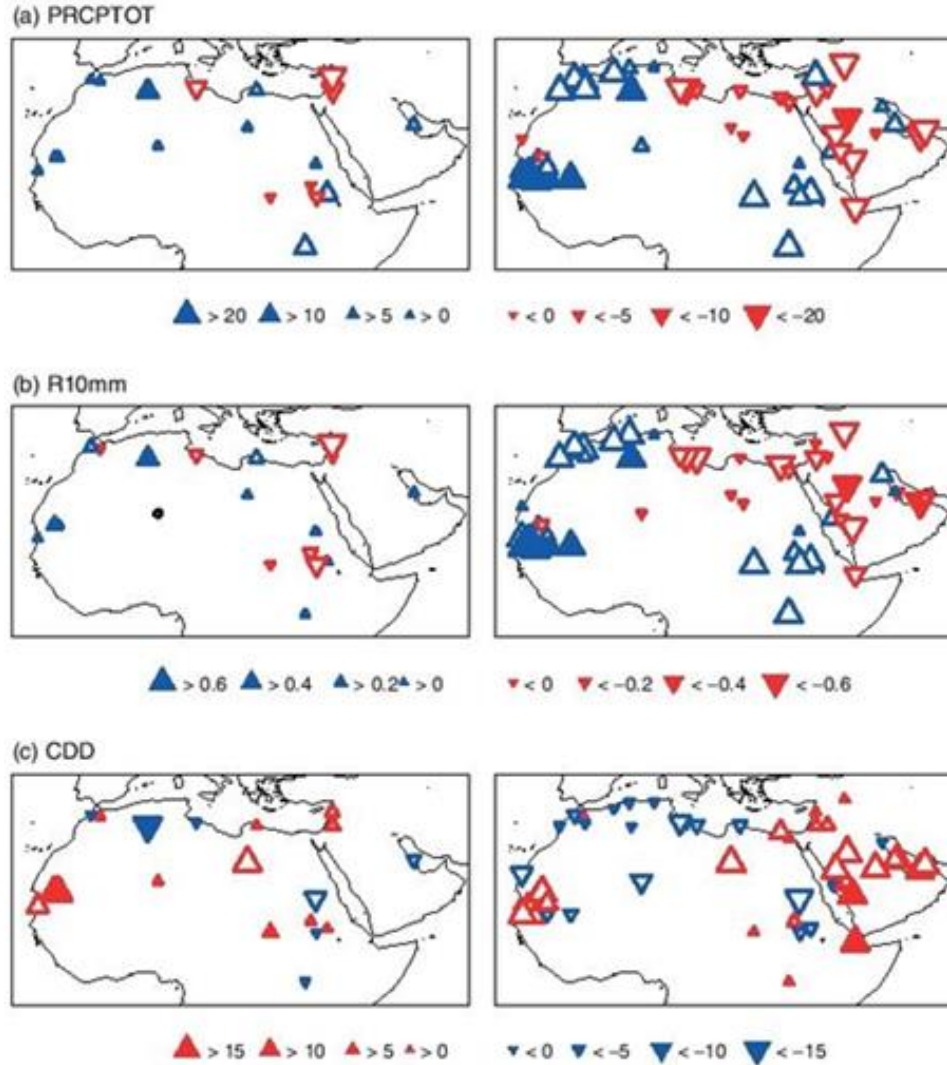 (a) PRCPTOT
> 20 > 10 > 5 > 0 < 0 < −5 < −10 < −20
(b) R10mm
> 0.6 > 0.4 > 0.2 > 0 < 0 < −0.2 < −0.4 < −0.6
(c) CDD
> 15 > 10 > 5 > 0 < 0 < −5 < −10 < −15